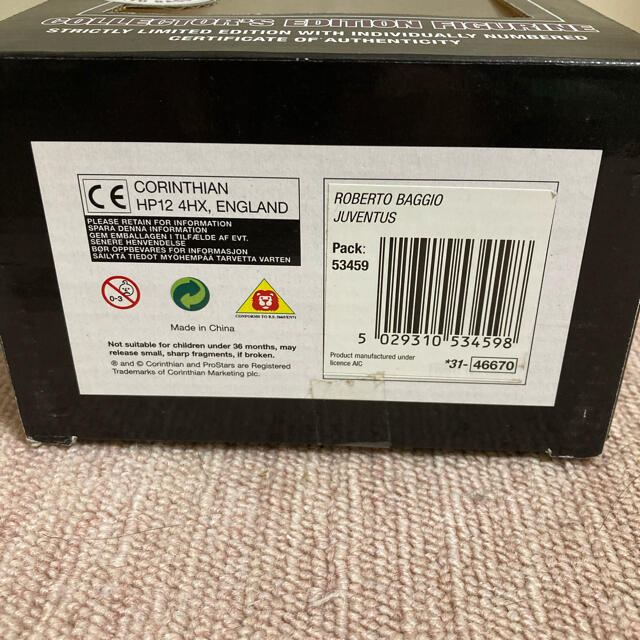 COLLECTOR'S EDITION FIGURINE
STRICTLY LIMITED EDITION WITH INDIVIDUALLY NUMBERED
CERTIFICATE OF AUTHENTICITY
CE
CORINTHIAN
HP12 4HX, ENGLAND
PLEASE RETAIN FOR INFORMATION
SPARA DENNA INFORMATION
GEM EMBALLAGEN I TILFÆLDE AF EVT.
SENERE HENVENDELSE
BØR OPPBEVARES FOR INFORMASJON
SÄILYTÄ TIEDOT MYÖHEMPÄÄ TARVETTA VARTEN
0-3
CONFORMS TO B.S. 5665/EN71
Made in China
Not suitable for children under 36 months, may
release small, sharp fragments, if broken.
® and © Corinthian and ProStars are Registered
Trademarks of Corinthian Marketing plc.
ROBERTO BAGGIO
JUVENTUS
Pack:
53459
5 029310 534598
Product manufactured under
licence AIC
*31- 46670